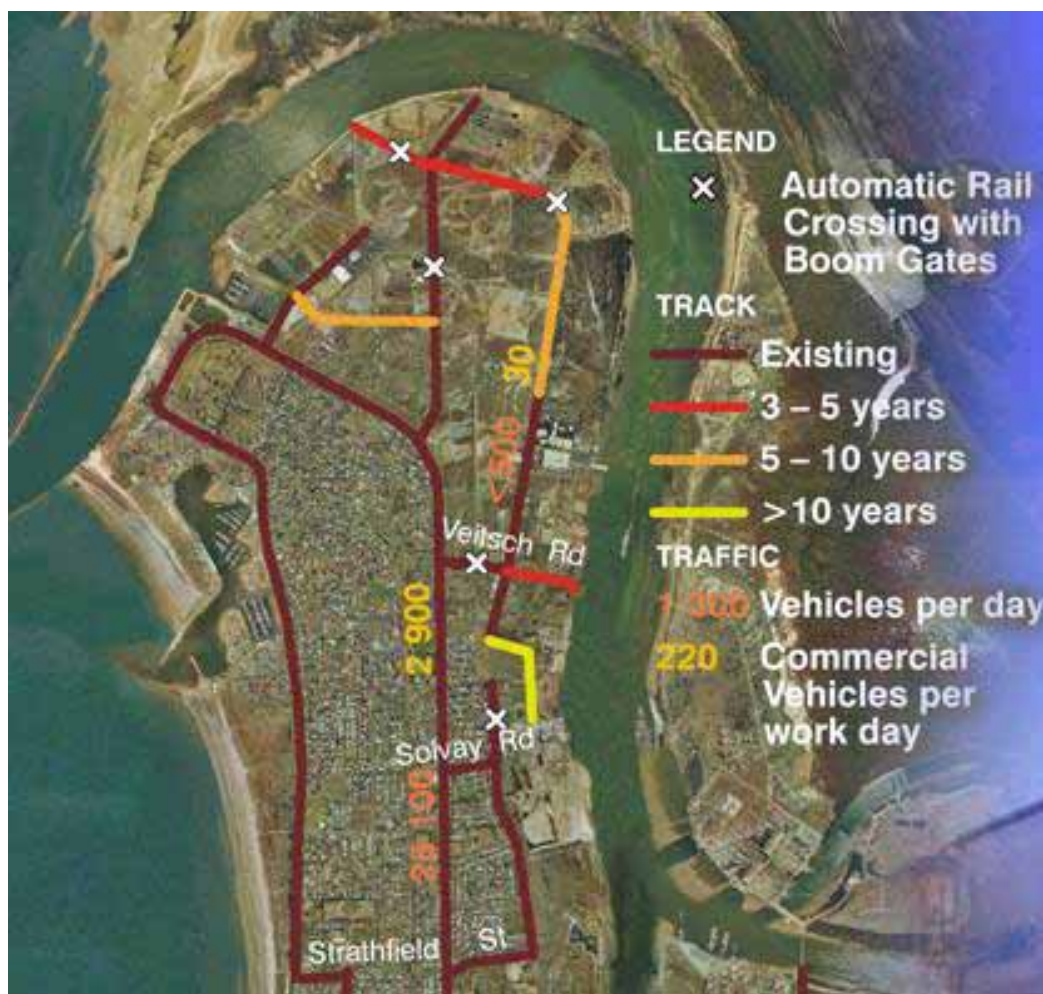 LEGEND
Automatic Rail
Crossing with
Boom Gates
TRACK
Existing
3 – 5 years
5 – 10 years
>10 years
TRAFFIC
1 300 Vehicles per day
220 Commercial
Vehicles per
work day
30
<500
Veitsch Rd
2 900
Solvay Rd
100
Strathfield St